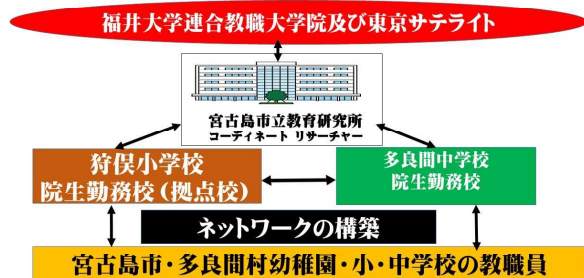 福井大学連合教職大学院及び東京サテライト
宮古島市立教育研究所
コーディネート リサーチャー
狩俣小学校
院生勤務校(拠点校)
多良間中学校
院生勤務校
ネットワークの構築
宮古島市・多良間村幼稚園・小・中学校の教職員